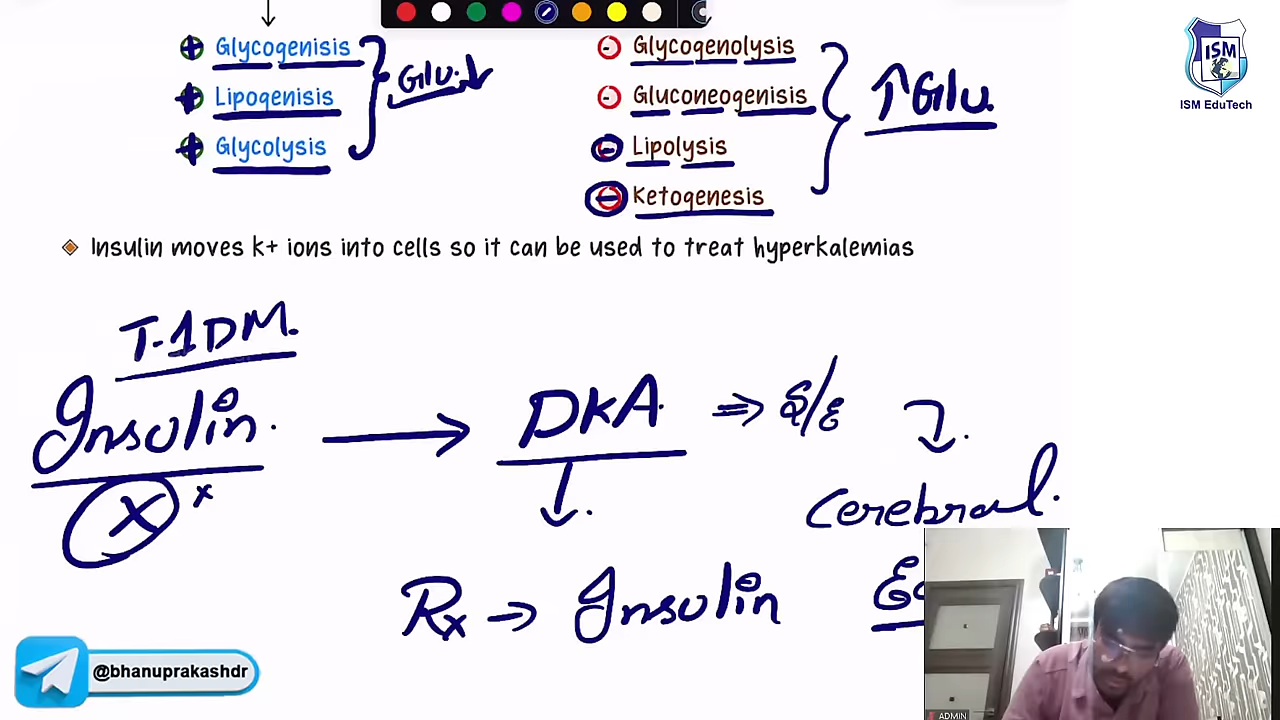 Glycogenisis
Lipogenisis
Glycolysis
Glu.↓
Glycogenolysis
Gluconeogenisis
Lipolysis
Ketogenesis
↑Glu.
ISM
ISM EduTech
Insulin moves k+ ions into cells so it can be used to treat hyperkalemias
T-1DM.
Insulin. → DKA. ⇒ S/E
X x
cerebral.
Rx → Insulin
@bhanuprakashdr
ADMIN